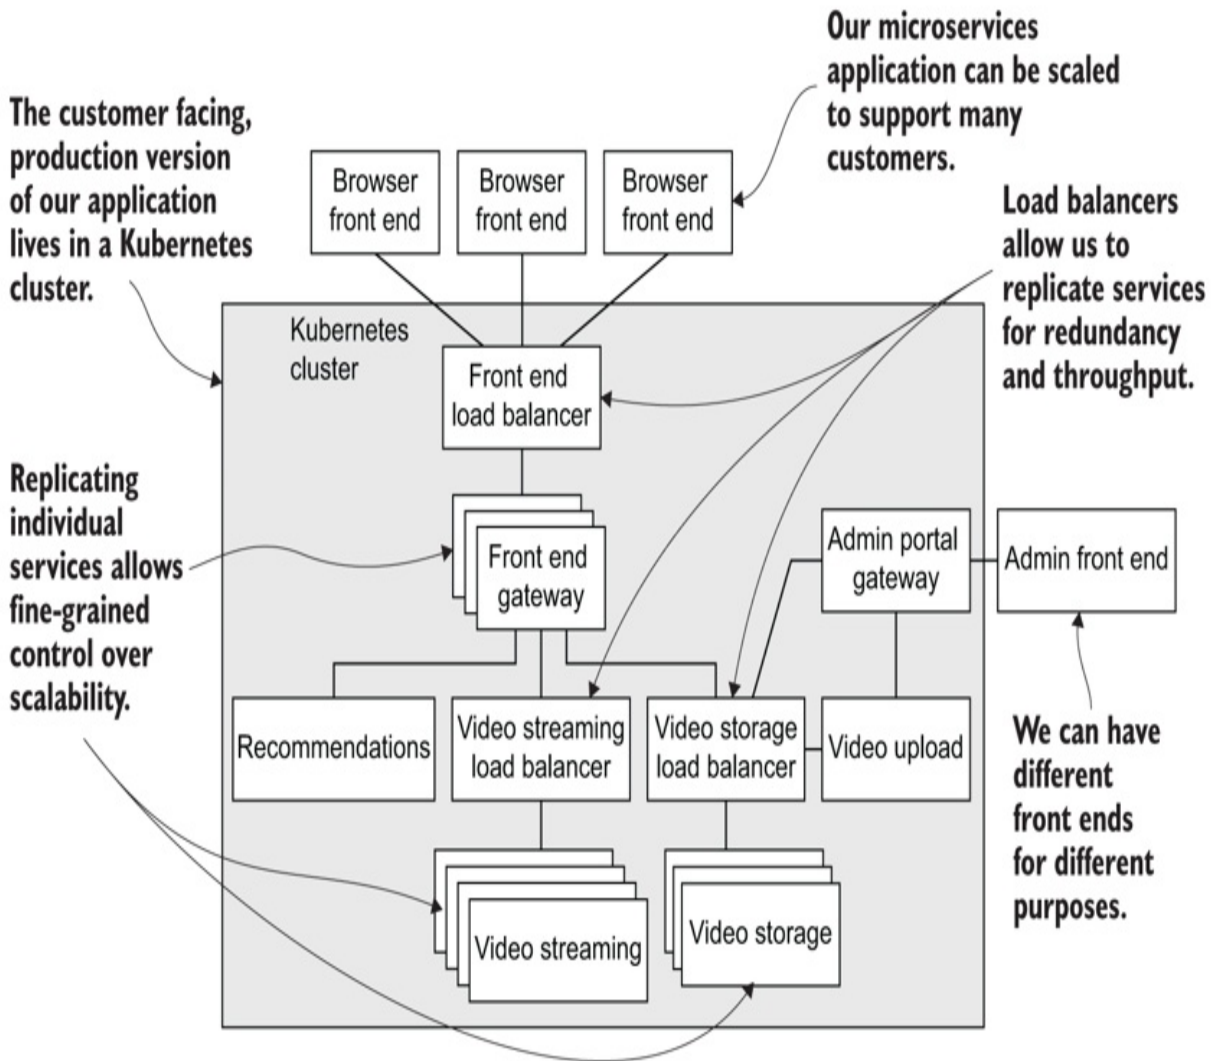 Our microservices
application can be scaled
to support many
customers.
The customer facing,
production version
of our application
lives in a Kubernetes
cluster.
Browser
front end
Browser
front end
Browser
front end
Load balancers
allow us to
replicate services
for redundancy
and throughput.
Kubernetes
cluster
Front end
load balancer
Replicating
individual
services allows
fine-grained
control over
scalability.
Front end
gateway
Admin portal
gateway
Admin front end
Recommendations
Video streaming
load balancer
Video storage
load balancer
Video upload
We can have
different
front ends
for different
purposes.
Video streaming
Video storage